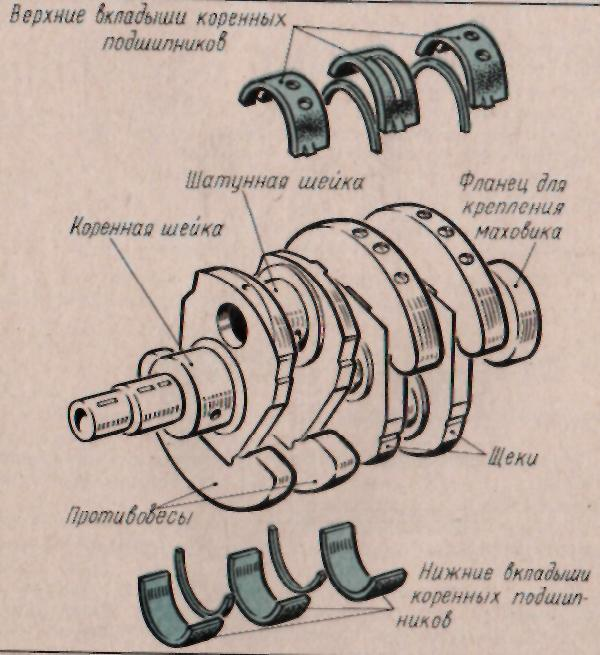 Верхние вкладыши коренных
подшипников
Шатунная шейка
Фланец для
крепления
маховика
Коренная шейка
Щеки
Противовесы
Нижние вкладыши
коренных подшип-
ников